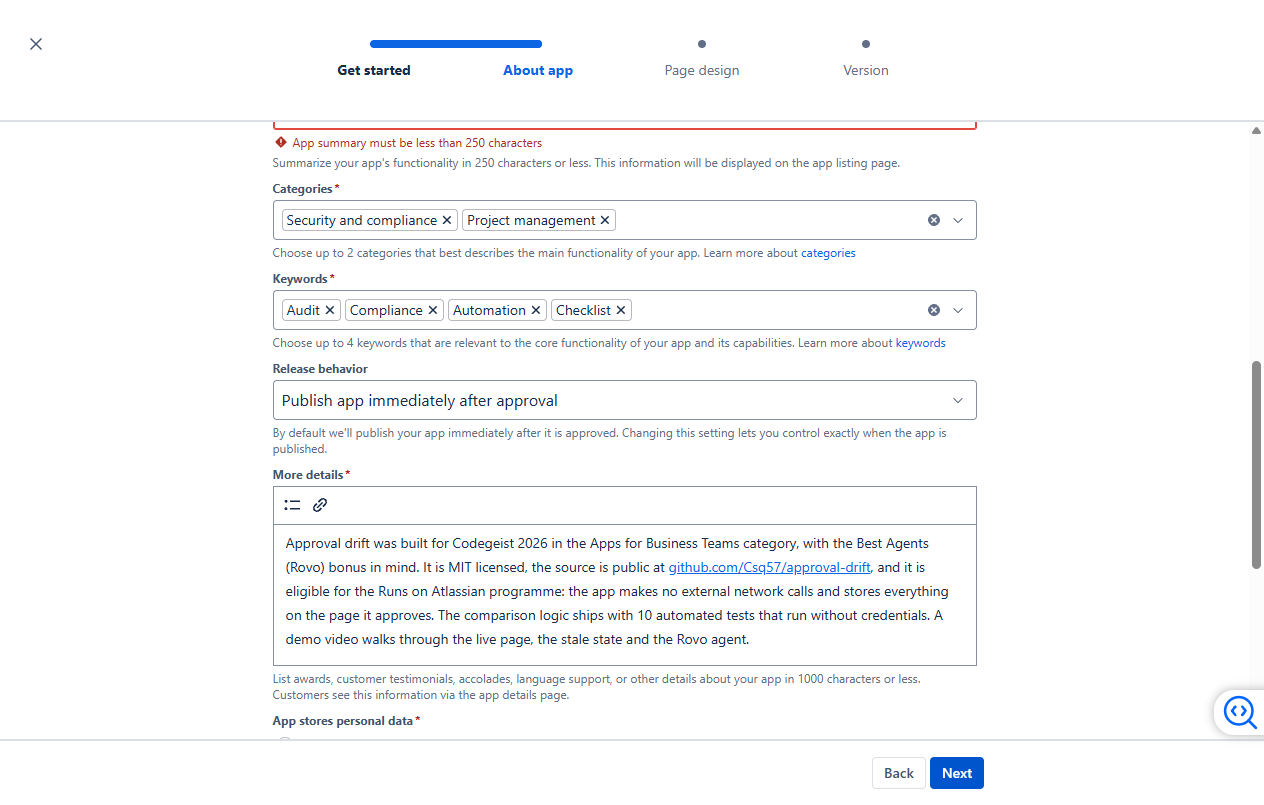 Get started
About app
Page design
Version
App summary must be less than 250 characters
Summarize your app's functionality in 250 characters or less. This information will be displayed on the app listing page.
Categories*
Security and compliance
Project management
Choose up to 2 categories that best describes the main functionality of your app. Learn more about categories
Keywords*
Audit
Compliance
Automation
Checklist
Choose up to 4 keywords that are relevant to the core functionality of your app and its capabilities. Learn more about keywords
Release behavior
Publish app immediately after approval
By default we'll publish your app immediately after it is approved. Changing this setting lets you control exactly when the app is
published.
More details*
Approval drift was built for Codegeist 2026 in the Apps for Business Teams category, with the Best Agents
(Rovo) bonus in mind. It is MIT licensed, the source is public at github.com/Csq57/approval-drift, and it is
eligible for the Runs on Atlassian programme: the app makes no external network calls and stores everything
on the page it approves. The comparison logic ships with 10 automated tests that run without credentials. A
demo video walks through the live page, the stale state and the Rovo agent.
List awards, customer testimonials, accolades, language support, or other details about your app in 1000 characters or less.
Customers see this information via the app details page.
App stores personal data*
Back
Next